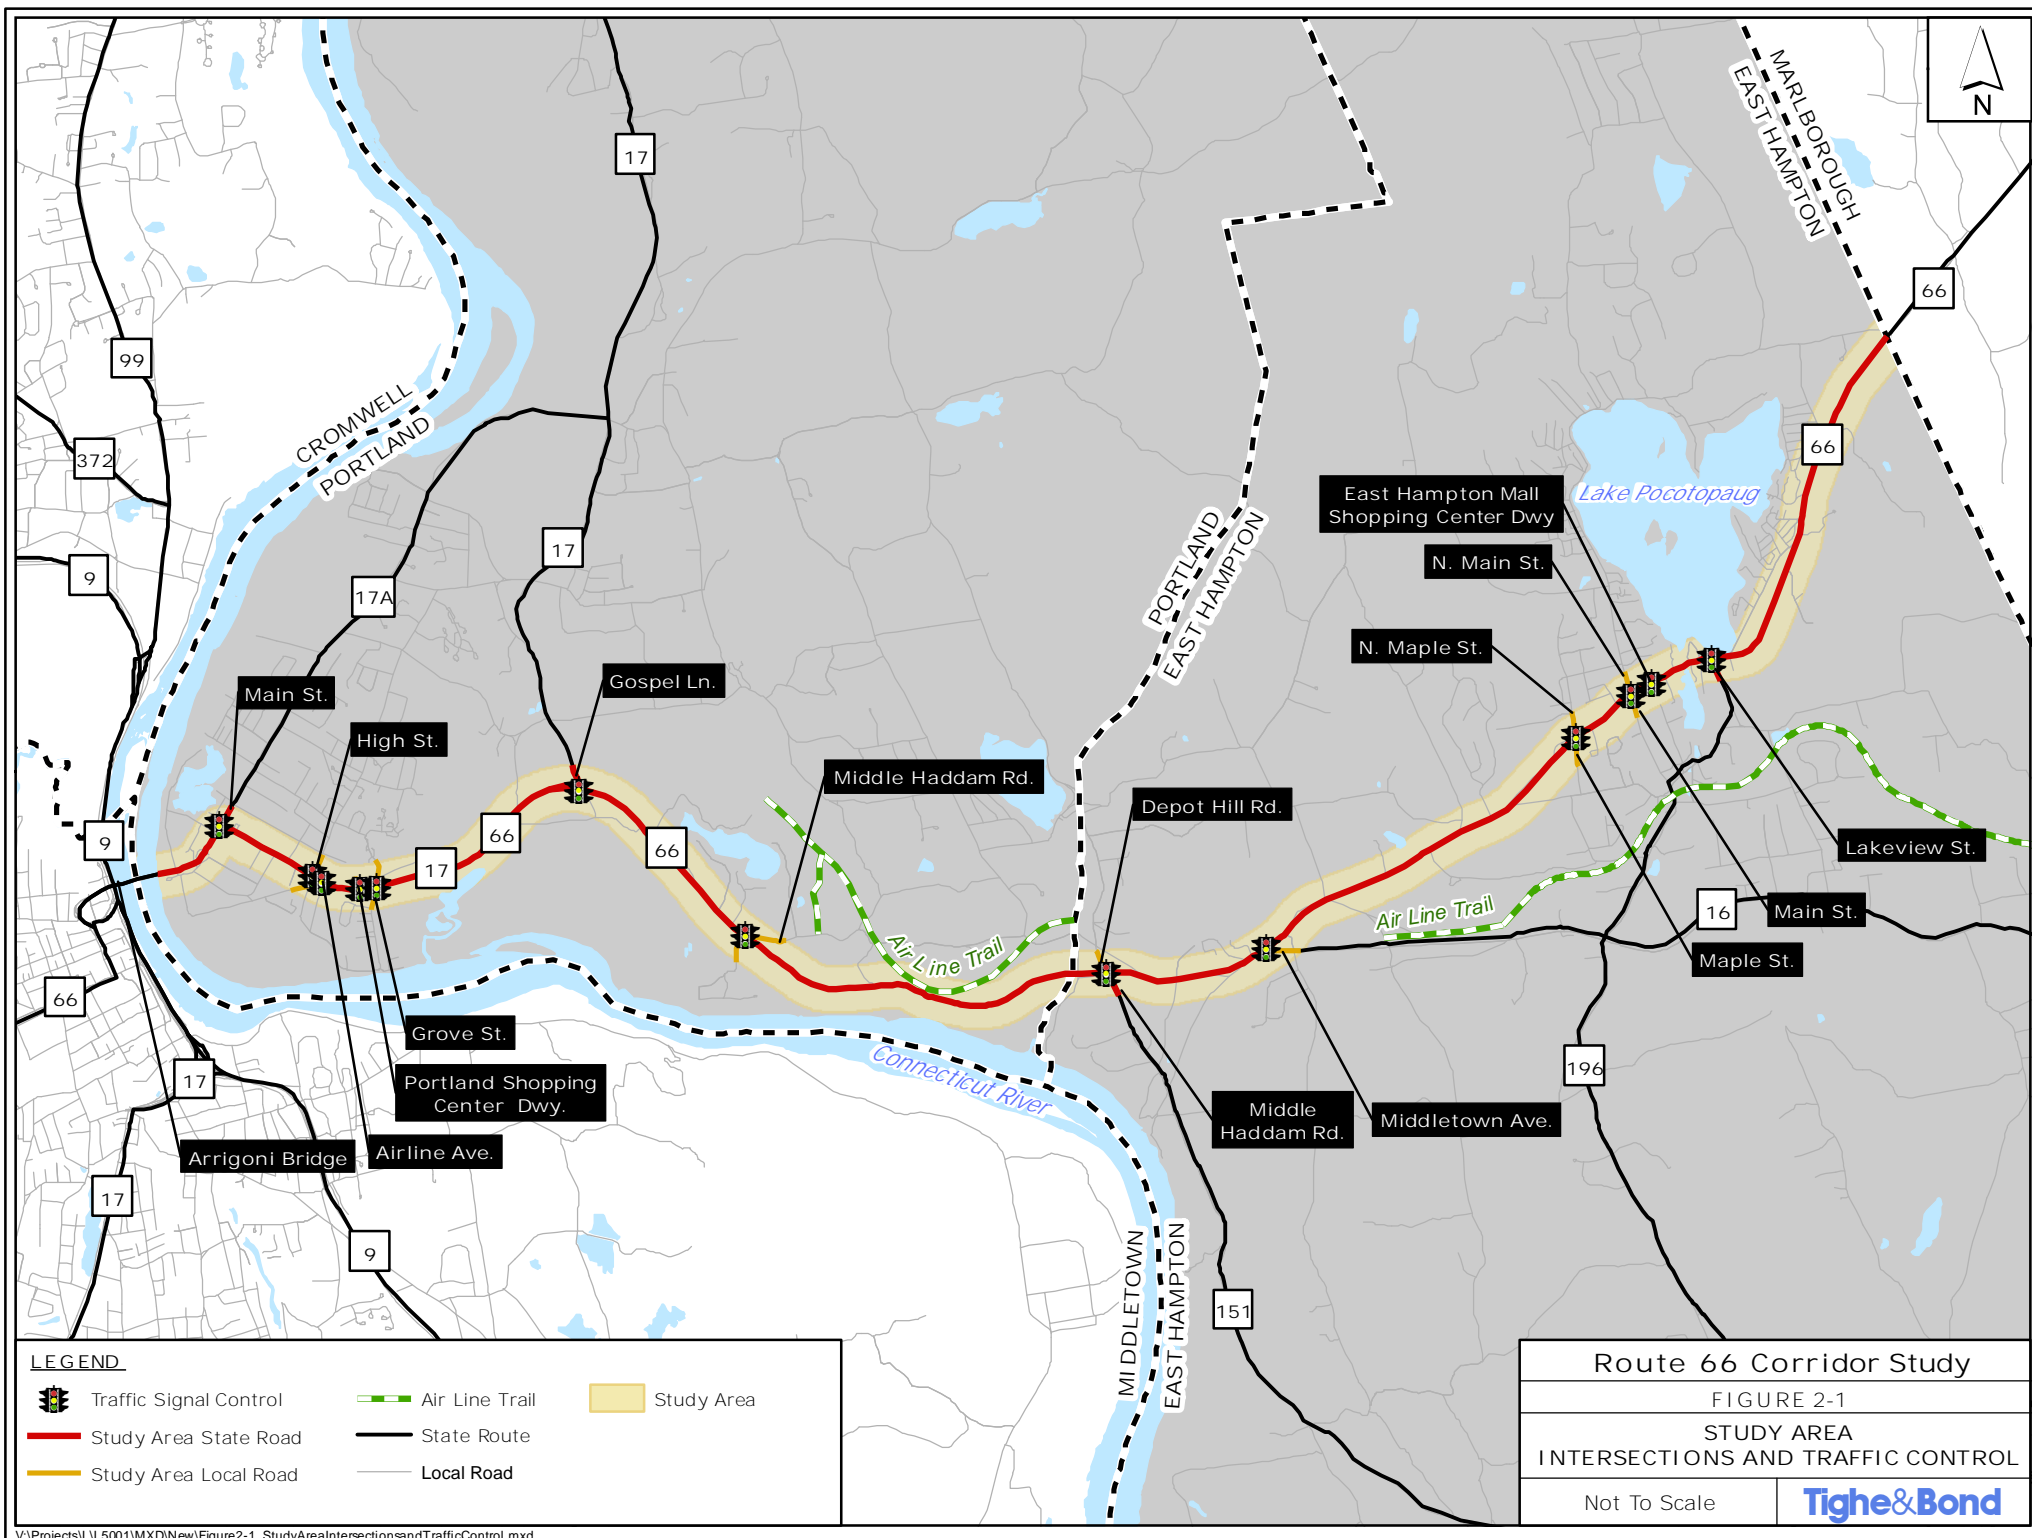 N
MARLBOROUGH
EAST HAMPTON
17
66
99
CROMWELL
PORTLAND
372
66
East Hampton Mall
Shopping Center Dwy
Lake Pocotopaug
17
PORTLAND
EAST HAMPTON
N. Main St.
9
17A
N. Maple St.
Gospel Ln.
Main St.
High St.
Middle Haddam Rd.
Depot Hill Rd.
9
66
17
66
Lakeview St.
Air Line Trail
16
Main St.
Air Line Trail
Maple St.
66
Grove St.
Connecticut River
17
Portland Shopping
Center Dwy.
196
Middle
Haddam Rd.
Middletown Ave.
Arrigoni Bridge
Airline Ave.
17
9
MIDDLETOWN
EAST HAMPTON
151
LEGEND
Traffic Signal Control
Air Line Trail
Study Area
Study Area State Road
State Route
Study Area Local Road
Local Road
Route 66 Corridor Study
FIGURE 2-1
STUDY AREA
INTERSECTIONS AND TRAFFIC CONTROL
Not To Scale
Tighe&Bond